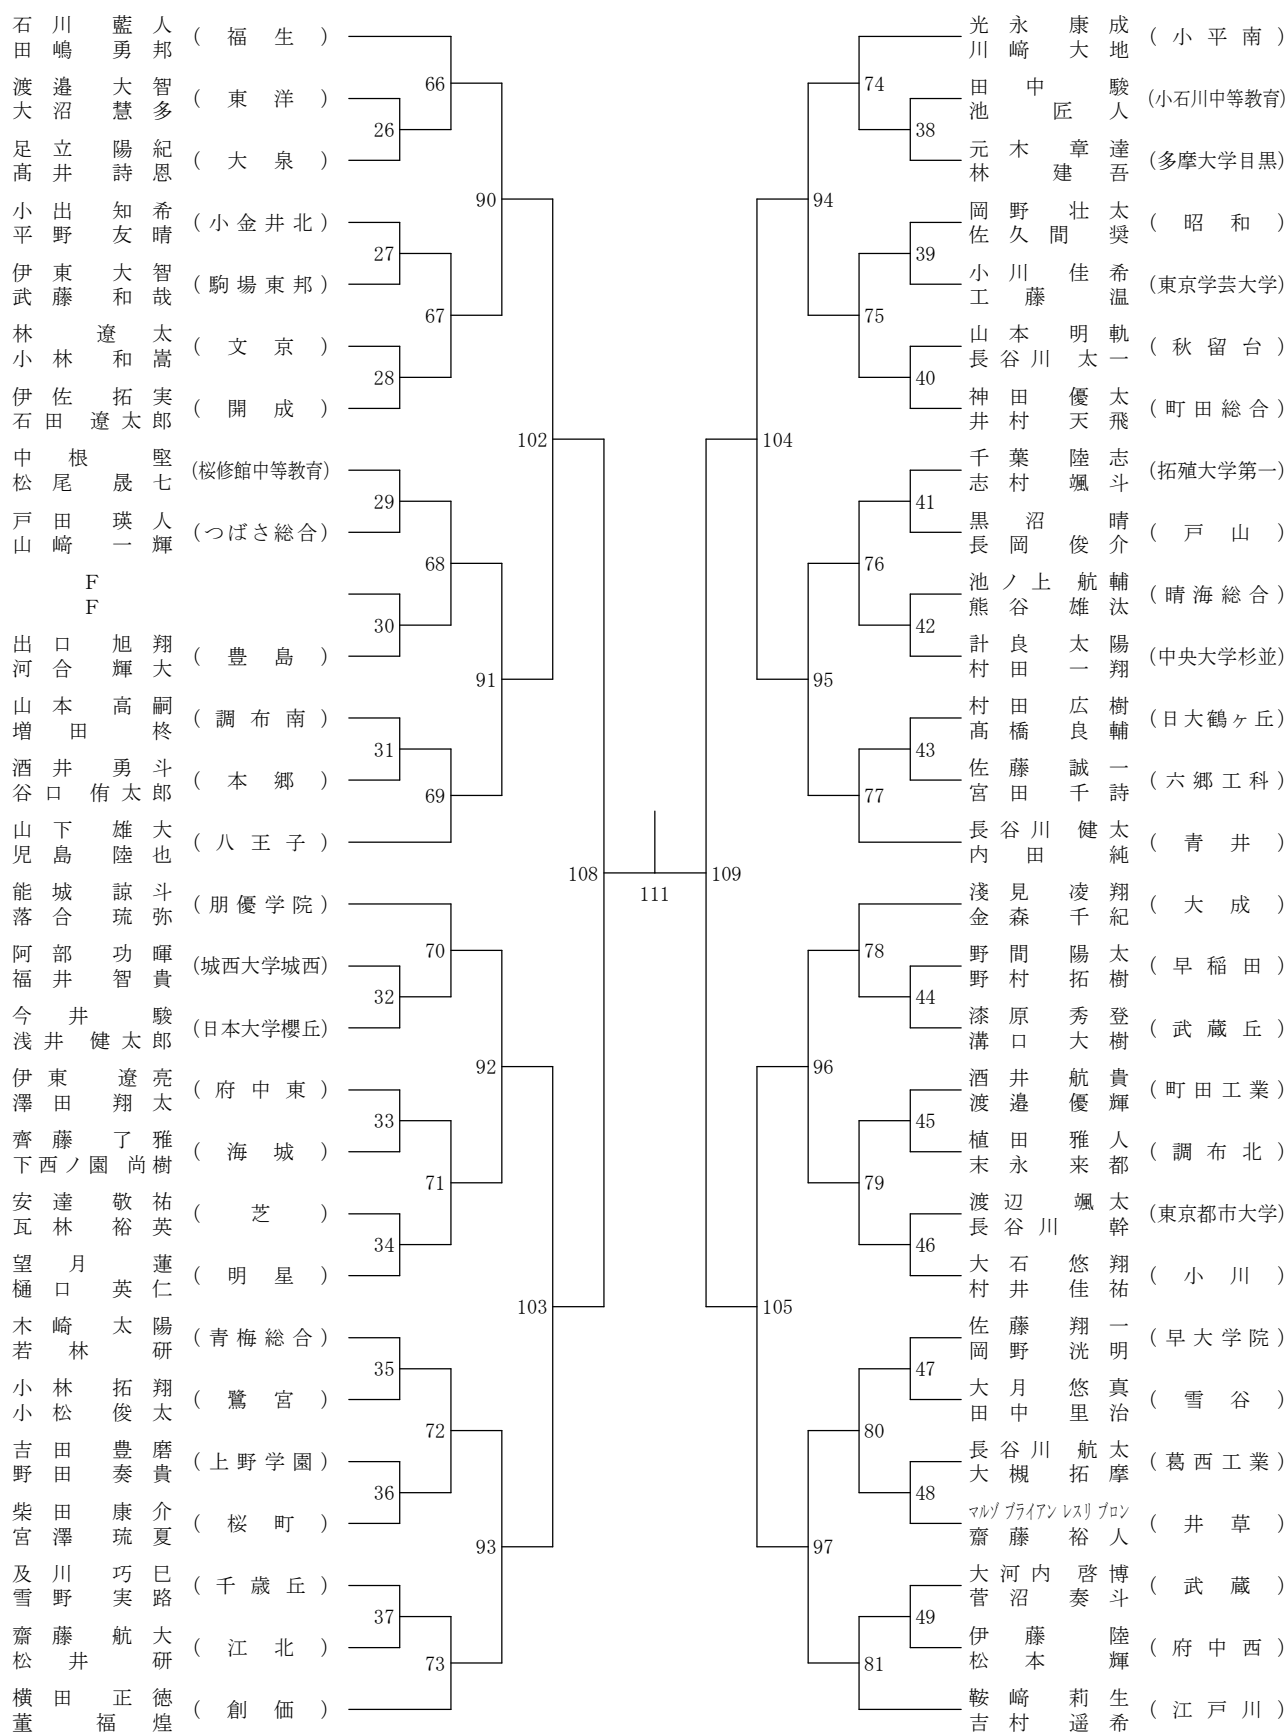 石川 藍人
田嶋 勇邦 (福生)
渡邉 大智
大沼 慧多 (東洋)
足立 陽紀
髙井 詩恩 (大泉)
小出 知希
平野 友晴 (小金井北)
伊東 大智
武藤 和哉 (駒場東邦)
林 遼太
小林 和嵩 (文京)
伊佐 拓実
石田 遼太郎 (開成)
中根 堅
松尾 晟七 (桜修館中等教育)
戸田 瑛人
山﨑 一輝 (つばさ総合)
F
F
出口 旭翔
河合 輝大 (豊島)
山本 高嗣
増田 柊 (調布南)
酒井 勇斗
谷口 侑太郎 (本郷)
山下 雄大
児島 陸也 (八王子)
能城 諒斗
落合 琉弥 (朋優学院)
阿部 功暉
福井 智貴 (城西大学城西)
今井 駿
浅井 健太郎 (日本大学櫻丘)
伊東 遼亮
澤田 翔太 (府中東)
齊藤 了雅
下西ノ園 尚樹 (海城)
安達 敬祐
瓦林 裕英 (芝)
望月 蓮
樋口 英仁 (明星)
木崎 太陽
若林 研 (青梅総合)
小林 拓翔
小松 俊太 (鷺宮)
吉田 豊磨
野田 奏貴 (上野学園)
柴田 康介
宮澤 琉夏 (桜町)
及川 巧巳
雪野 実路 (千歳丘)
齋藤 航大
松井 研 (江北)
横田 正徳
董 福煌 (創価)
66
26
90
27
67
28
102
29
68
30
91
31
69
108
70
32
92
33
71
34
103
35
72
36
93
37
73
111
109
74
38
94
39
75
40
104
41
76
42
95
43
77
78
44
96
45
79
46
105
47
80
48
97
49
81
光永 康成
川﨑 大地 (小平南)
田中 駿
池 匠人 (小石川中等教育)
元木 章達
林 建吾 (多摩大学目黒)
岡野 壮太
佐久間 奨 (昭和)
小川 佳希
工藤 温 (東京学芸大学)
山本 明軌
長谷川 太一 (秋留台)
神田 優太
井村 天飛 (町田総合)
千葉 陸志
志村 颯斗 (拓殖大学第一)
黒沼 晴
長岡 俊介 (戸山)
池ノ上 航輔
熊谷 雄汰 (晴海総合)
計良 太陽
村田 一翔 (中央大学杉並)
村田 広樹
髙橋 良輔 (日大鶴ヶ丘)
佐藤 誠一
宮田 千詩 (六郷工科)
長谷川 健太
内田 純 (青井)
淺見 凌翔
金森 千紀 (大成)
野間 陽太
野村 拓樹 (早稲田)
漆原 秀登
溝口 大樹 (武蔵丘)
酒井 航貴
渡邉 優輝 (町田工業)
植田 雅人
末永 来都 (調布北)
渡辺 颯太
長谷川 幹 (東京都市大学)
大石 悠翔
村井 佳祐 (小川)
佐藤 翔一
岡野 洸明 (早大学院)
大月 悠真
田中 里治 (雪谷)
長谷川 航太
大槻 拓摩 (葛西工業)
マルゾ ブライアン レスリ ブロン
齋藤 裕人 (井草)
大河内 啓博
菅沼 奏斗 (武蔵)
伊藤 陸
松本 輝 (府中西)
鞍﨑 莉生
吉村 遥希 (江戸川)